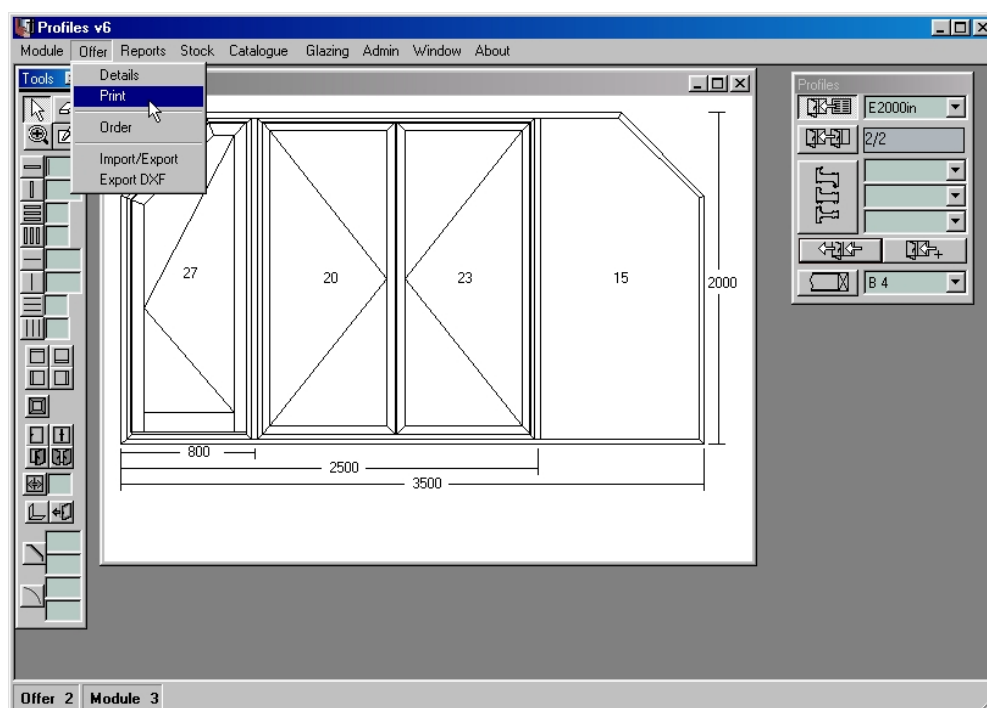 Profiles v6
Module Offer Reports Stock Catalogue Glazing Admin Window About
Tools
Details
Print
Order
Import/Export
Export DXF
Profiles
E2000in
2/2
B 4
27
20
23
15
2000
800
2500
3500
Offer 2 Module 3